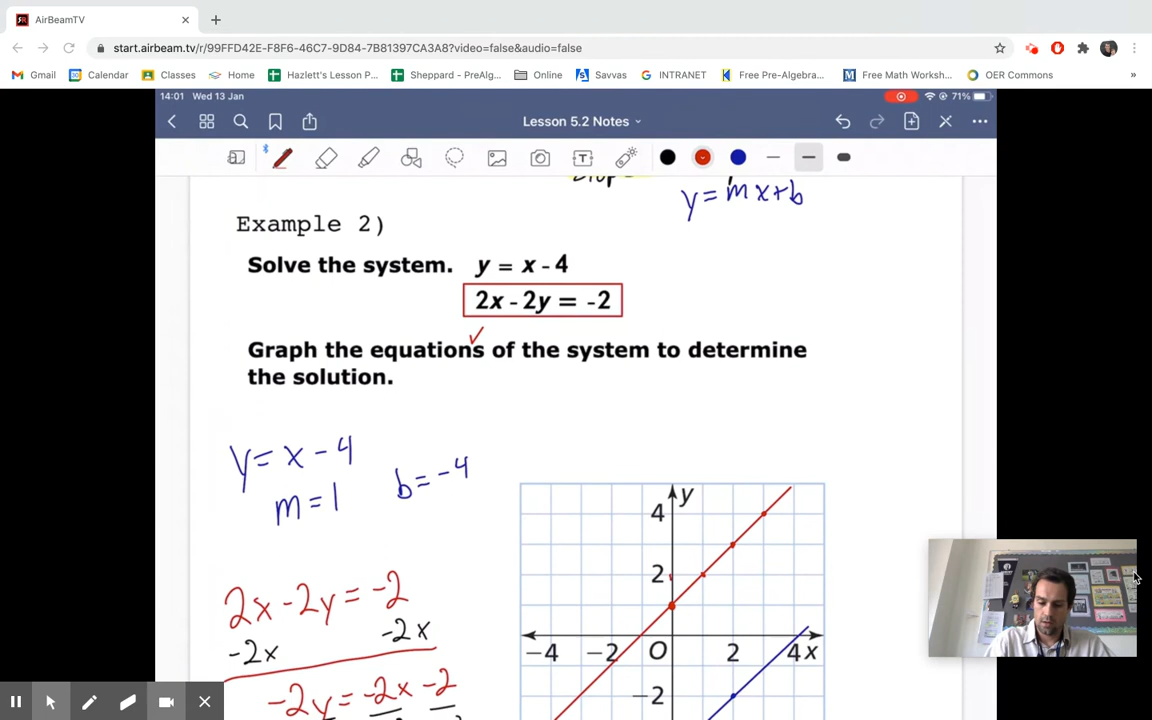 AirBeamTV
start.airbeam.tv/r/99FFD42E-F8F6-46C7-9D84-7B81397CA3A8?video=false&audio=false
Gmail Calendar Classes Home Hazlett's Lesson P... Sheppard - PreAlg... Online Savvas INTRANET Free Pre-Algebra... Free Math Worksh... OER Commons »
14:01 Wed 13 Jan 71%
Lesson 5.2 Notes
y = mx+b
Example 2)
Solve the system. y = x - 4
2x - 2y = -2
Graph the equations of the system to determine
the solution.
y = x - 4
m = 1 b = -4
2x - 2y = -2
-2x -2x
-2y = -2x -2
y
4
2
-4 -2 O 2 4 x
-2